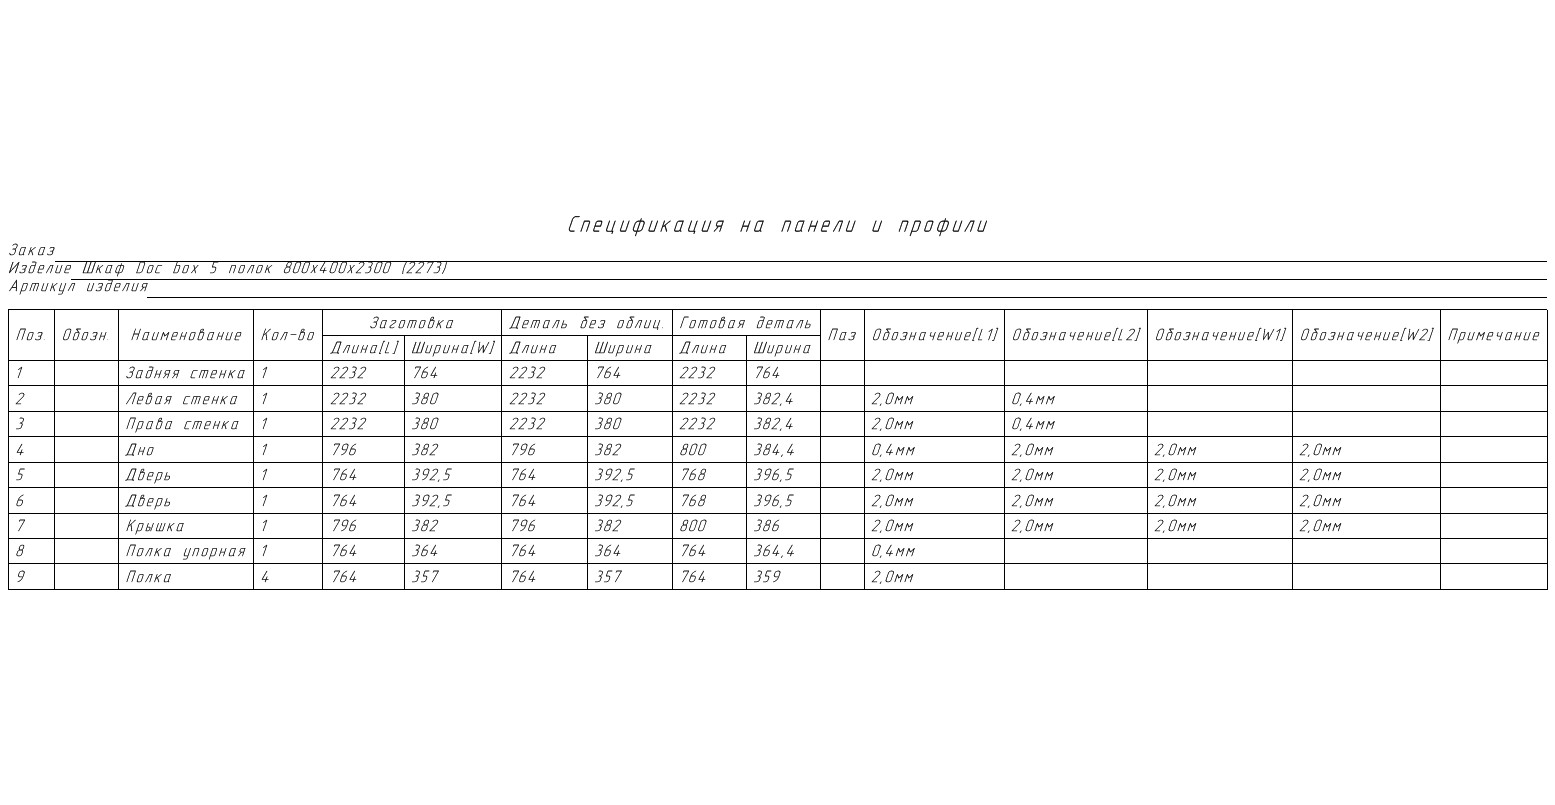 Спецификация на панели и профили
Заказ
Изделие Шкаф Doc box 5 полок 800х400х2300 (2273)
Артикул изделия
Поз. Обозн. Наименование Кол-во Заготовка Деталь без облиц. Готовая деталь Паз Обозначение[L1] Обозначение[L2] Обозначение[W1] Обозначение[W2] Примечание
Длина[L] Ширина[W] Длина Ширина Длина Ширина
1 Задняя стенка 1 2232 764 2232 764 2232 764
2 Левая стенка 1 2232 380 2232 380 2232 382,4 2,0мм 0,4мм
3 Права стенка 1 2232 380 2232 380 2232 382,4 2,0мм 0,4мм
4 Дно 1 796 382 796 382 800 384,4 0,4мм 2,0мм 2,0мм 2,0мм
5 Дверь 1 764 392,5 764 392,5 768 396,5 2,0мм 2,0мм 2,0мм 2,0мм
6 Дверь 1 764 392,5 764 392,5 768 396,5 2,0мм 2,0мм 2,0мм 2,0мм
7 Крышка 1 796 382 796 382 800 386 2,0мм 2,0мм 2,0мм 2,0мм
8 Полка упорная 1 764 364 764 364 764 364,4 0,4мм
9 Полка 4 764 357 764 357 764 359 2,0мм